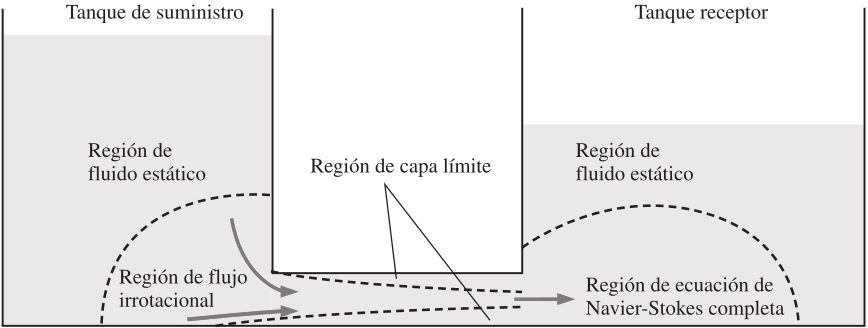 Tanque de suministro
Tanque receptor
Región de
fluido estático
Región de capa límite
Región de
fluido estático
Región de flujo
irrotacional
Región de ecuación de
Navier-Stokes completa